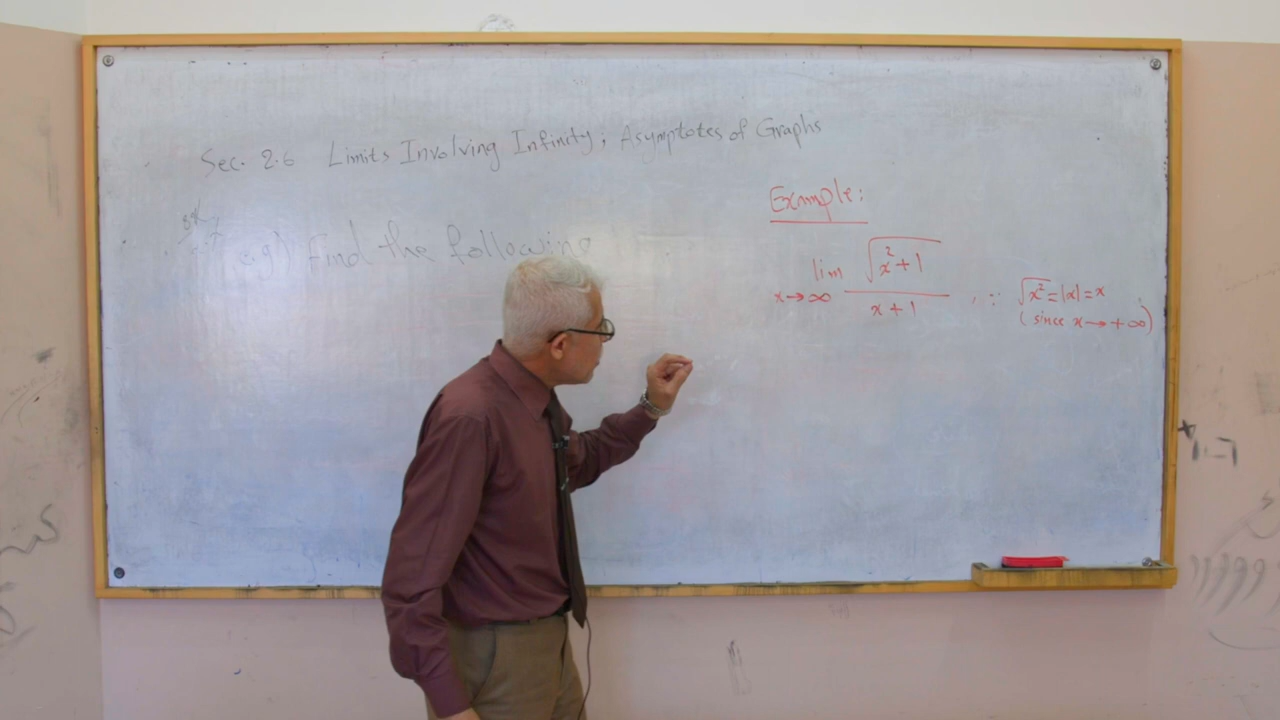 Sec. 2.6 Limits Involving Infinity; Asymptotes of Graphs
e.g) Find the following
Example:
lim √(x²+1) / (x+1)
x→∞
∵ √x² = |x| = x
(since x→+∞)